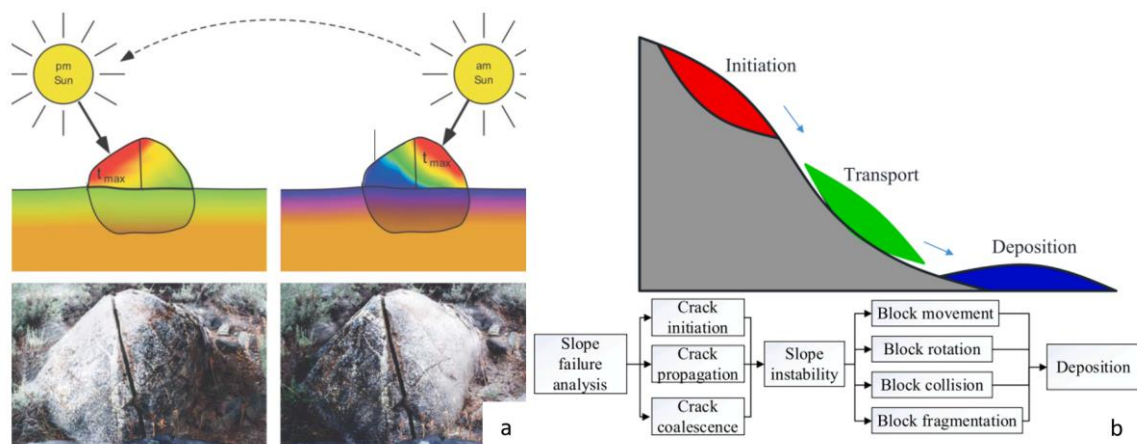 pm
Sun
am
Sun
t max
t max
a
Initiation
Transport
Deposition
Slope
failure
analysis
Crack
initiation
Crack
propagation
Crack
coalescence
Slope
instability
Block movement
Block rotation
Block collision
Block fragmentation
Deposition
b